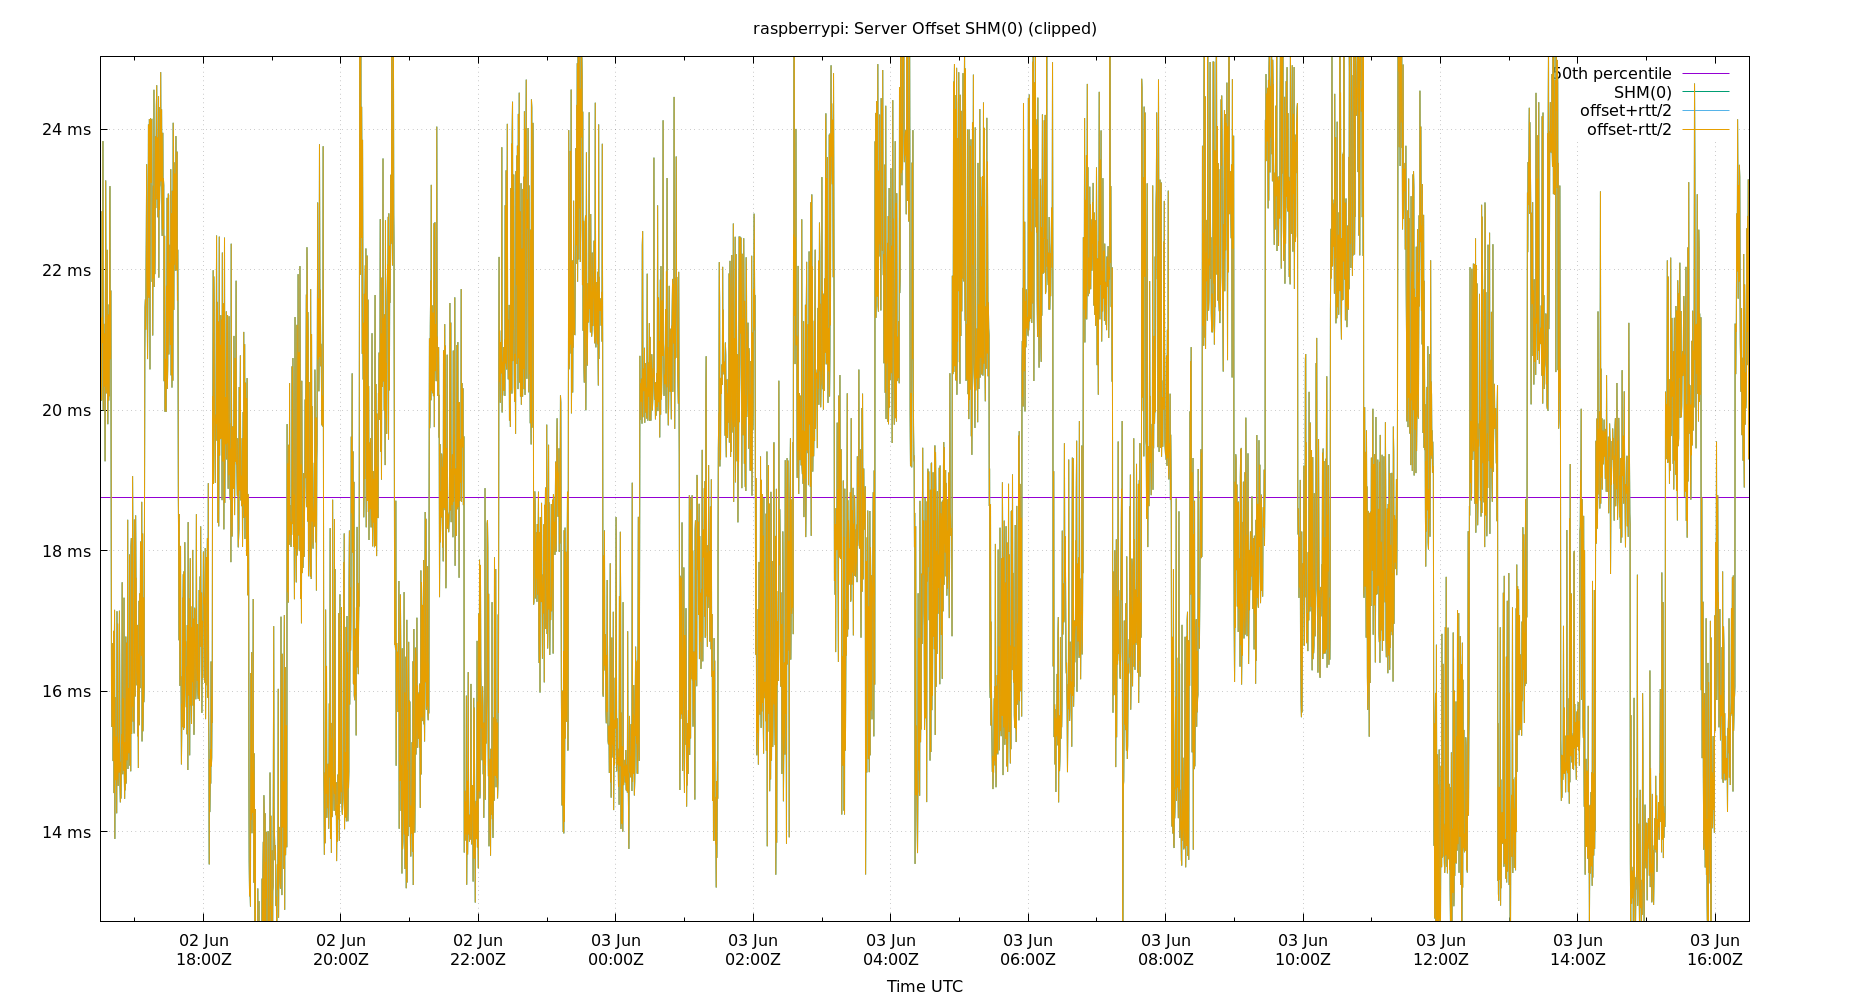 raspberrypi: Server Offset SHM(0) (clipped)
50th percentile
SHM(0)
offset+rtt/2
offset-rtt/2
24 ms
22 ms
20 ms
18 ms
16 ms
14 ms
02 Jun 02 Jun 02 Jun 03 Jun 03 Jun 03 Jun 03 Jun 03 Jun 03 Jun 03 Jun 03 Jun 03 Jun
18:00Z 20:00Z 22:00Z 00:00Z 02:00Z 04:00Z 06:00Z 08:00Z 10:00Z 12:00Z 14:00Z 16:00Z
Time UTC